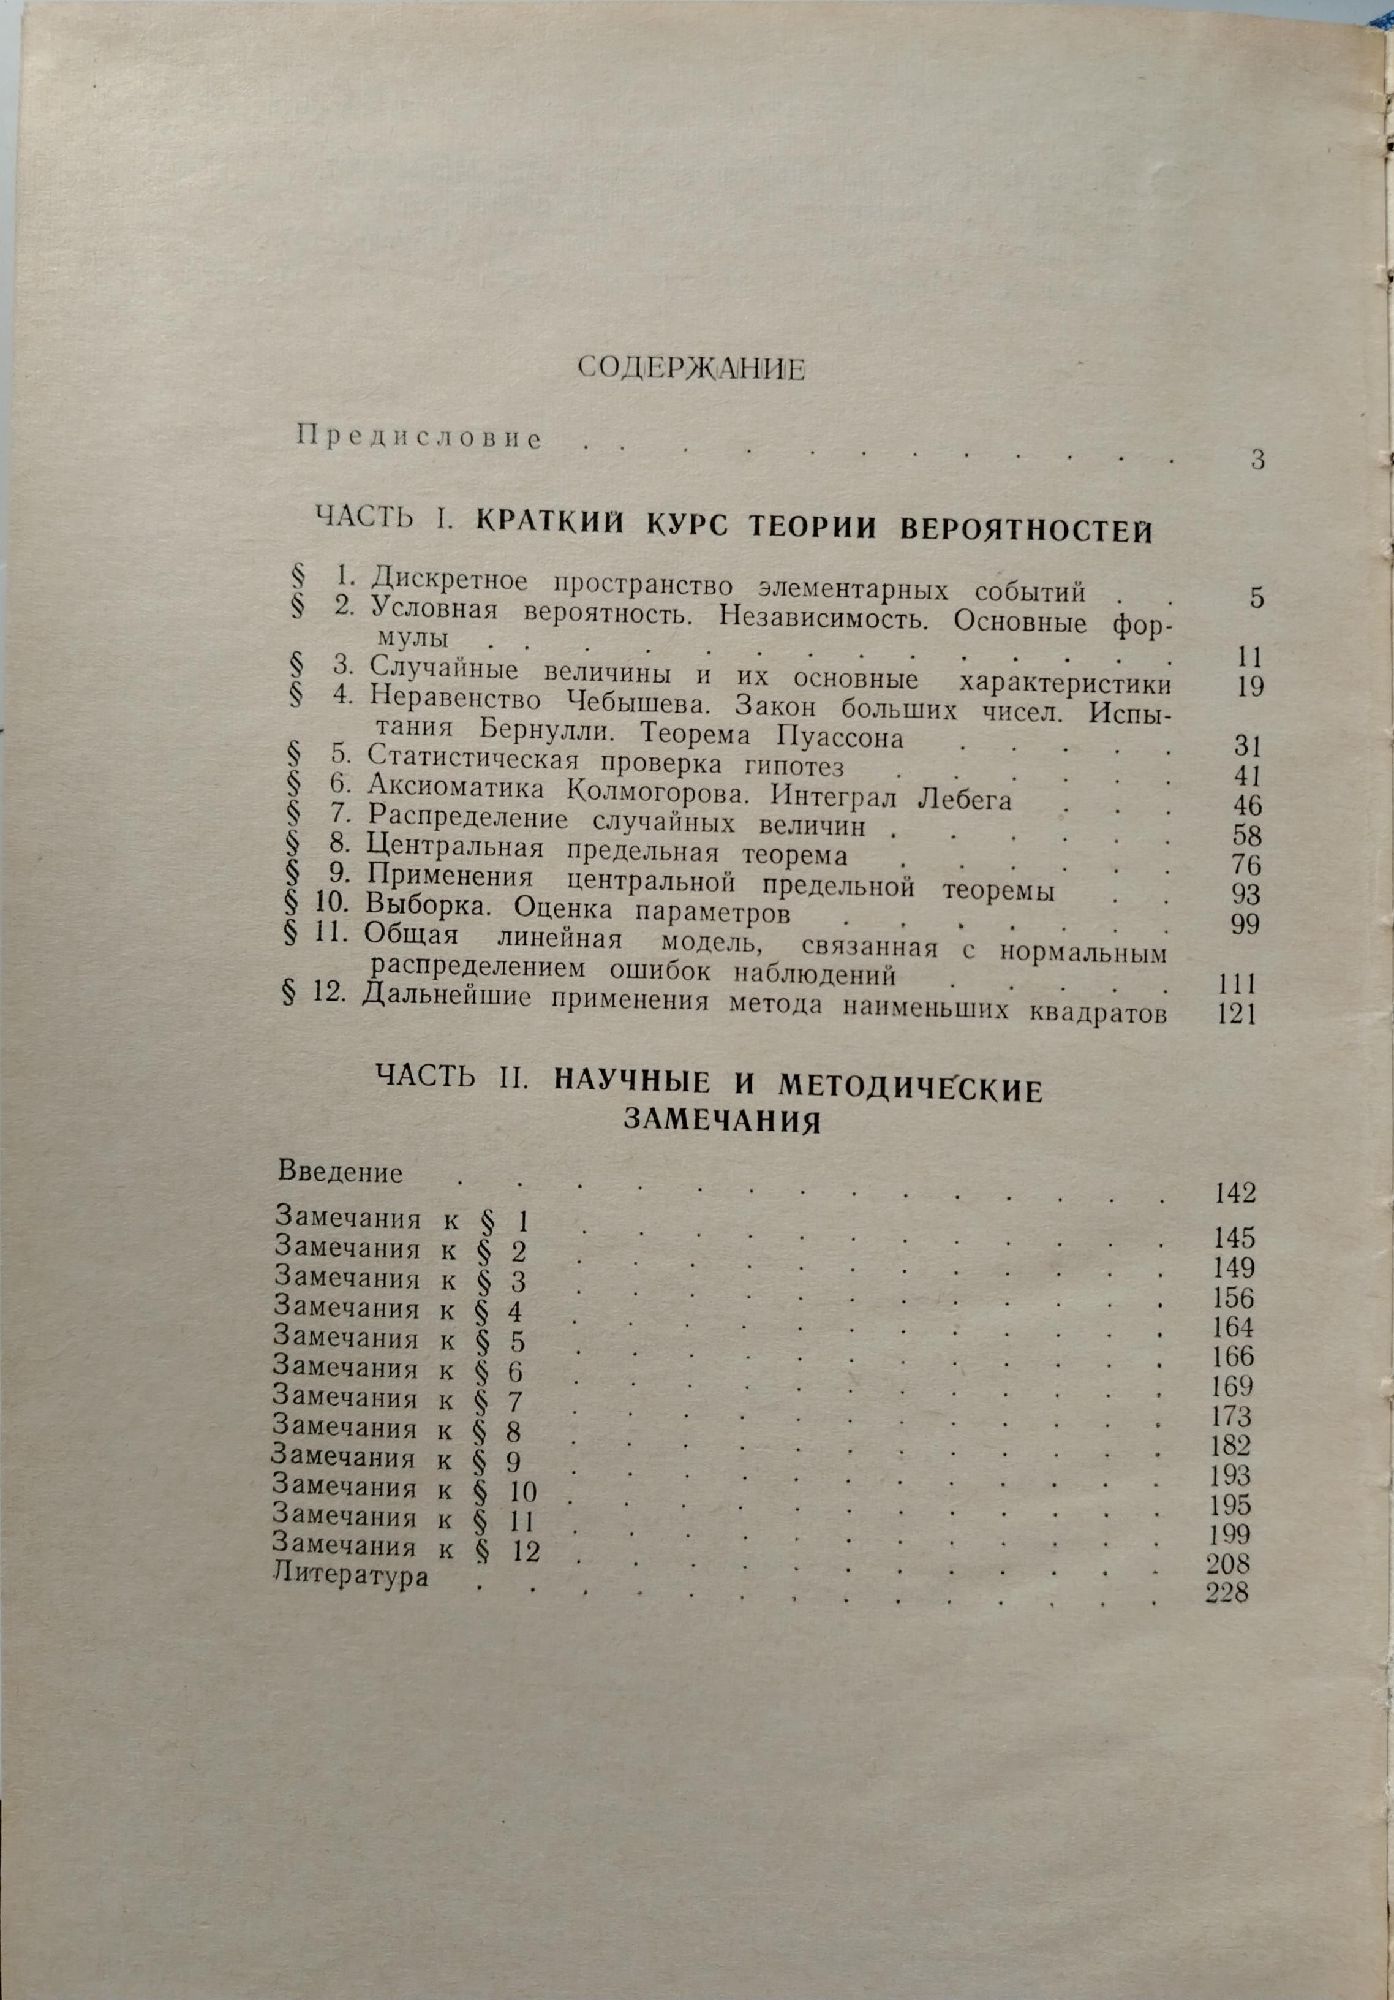 СОДЕРЖАНИЕ
Предисловие . . . . . . . . . . . 3
ЧАСТЬ I. КРАТКИЙ КУРС ТЕОРИИ ВЕРОЯТНОСТЕЙ
§ 1. Дискретное пространство элементарных событий . . 5
§ 2. Условная вероятность. Независимость. Основные фор-
мулы . . . . . . . . . . . . . 11
§ 3. Случайные величины и их основные характеристики 19
§ 4. Неравенство Чебышева. Закон больших чисел. Испы-
тания Бернулли. Теорема Пуассона . . . . . 31
§ 5. Статистическая проверка гипотез . . . . . . 41
§ 6. Аксиоматика Колмогорова. Интеграл Лебега . . . 46
§ 7. Распределение случайных величин . . . . . . 58
§ 8. Центральная предельная теорема . . . . . . 76
§ 9. Применения центральной предельной теоремы . . 93
§ 10. Выборка. Оценка параметров . . . . . . . 99
§ 11. Общая линейная модель, связанная с нормальным
распределением ошибок наблюдений . . . . . 111
§ 12. Дальнейшие применения метода наименьших квадратов 121
ЧАСТЬ II. НАУЧНЫЕ И МЕТОДИЧЕСКИЕ
ЗАМЕЧАНИЯ
Введение . . . . . . . . . . . . . 142
Замечания к § 1 . . . . . . . . . . . 145
Замечания к § 2 . . . . . . . . . . . 149
Замечания к § 3 . . . . . . . . . . . 156
Замечания к § 4 . . . . . . . . . . . 164
Замечания к § 5 . . . . . . . . . . . 166
Замечания к § 6 . . . . . . . . . . . 169
Замечания к § 7 . . . . . . . . . . . 173
Замечания к § 8 . . . . . . . . . . . 182
Замечания к § 9 . . . . . . . . . . . 193
Замечания к § 10 . . . . . . . . . . . 195
Замечания к § 11 . . . . . . . . . . . 199
Замечания к § 12 . . . . . . . . . . . 208
Литература . . . . . . . . . . . . . 228